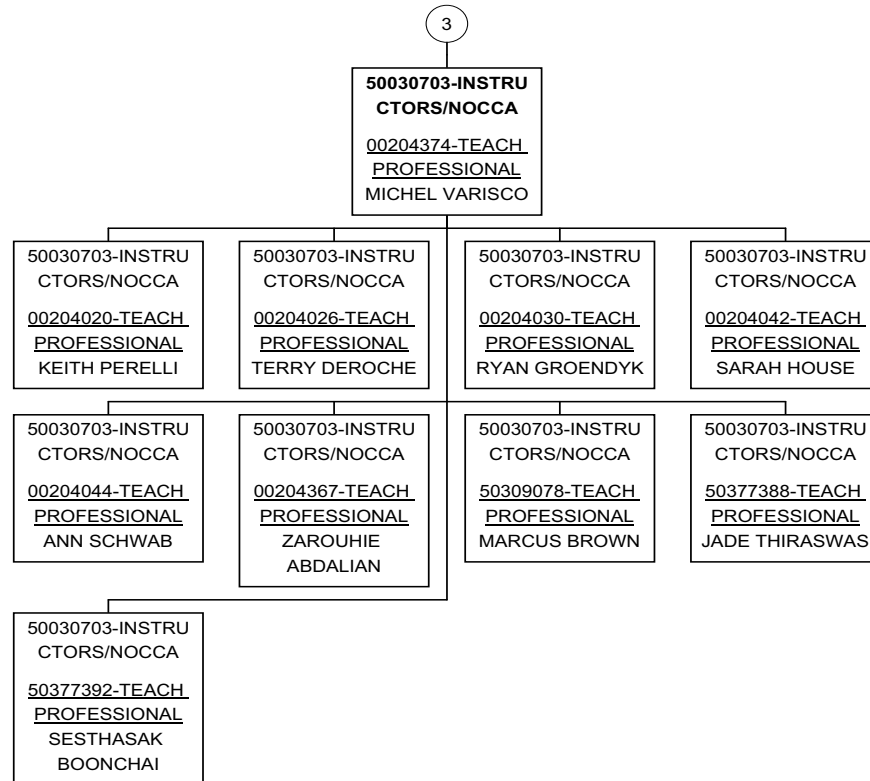 3
50030703-INSTRU
CTORS/NOCCA
00204374-TEACH
PROFESSIONAL
MICHEL VARISCO
50030703-INSTRU
CTORS/NOCCA
00204020-TEACH
PROFESSIONAL
KEITH PERELLI
50030703-INSTRU
CTORS/NOCCA
00204026-TEACH
PROFESSIONAL
TERRY DEROCHE
50030703-INSTRU
CTORS/NOCCA
00204030-TEACH
PROFESSIONAL
RYAN GROENDYK
50030703-INSTRU
CTORS/NOCCA
00204042-TEACH
PROFESSIONAL
SARAH HOUSE
50030703-INSTRU
CTORS/NOCCA
00204044-TEACH
PROFESSIONAL
ANN SCHWAB
50030703-INSTRU
CTORS/NOCCA
00204367-TEACH
PROFESSIONAL
ZAROUHIE
ABDALIAN
50030703-INSTRU
CTORS/NOCCA
50309078-TEACH
PROFESSIONAL
MARCUS BROWN
50030703-INSTRU
CTORS/NOCCA
50377388-TEACH
PROFESSIONAL
JADE THIRASWAS
50030703-INSTRU
CTORS/NOCCA
50377392-TEACH
PROFESSIONAL
SESTHASAK
BOONCHAI